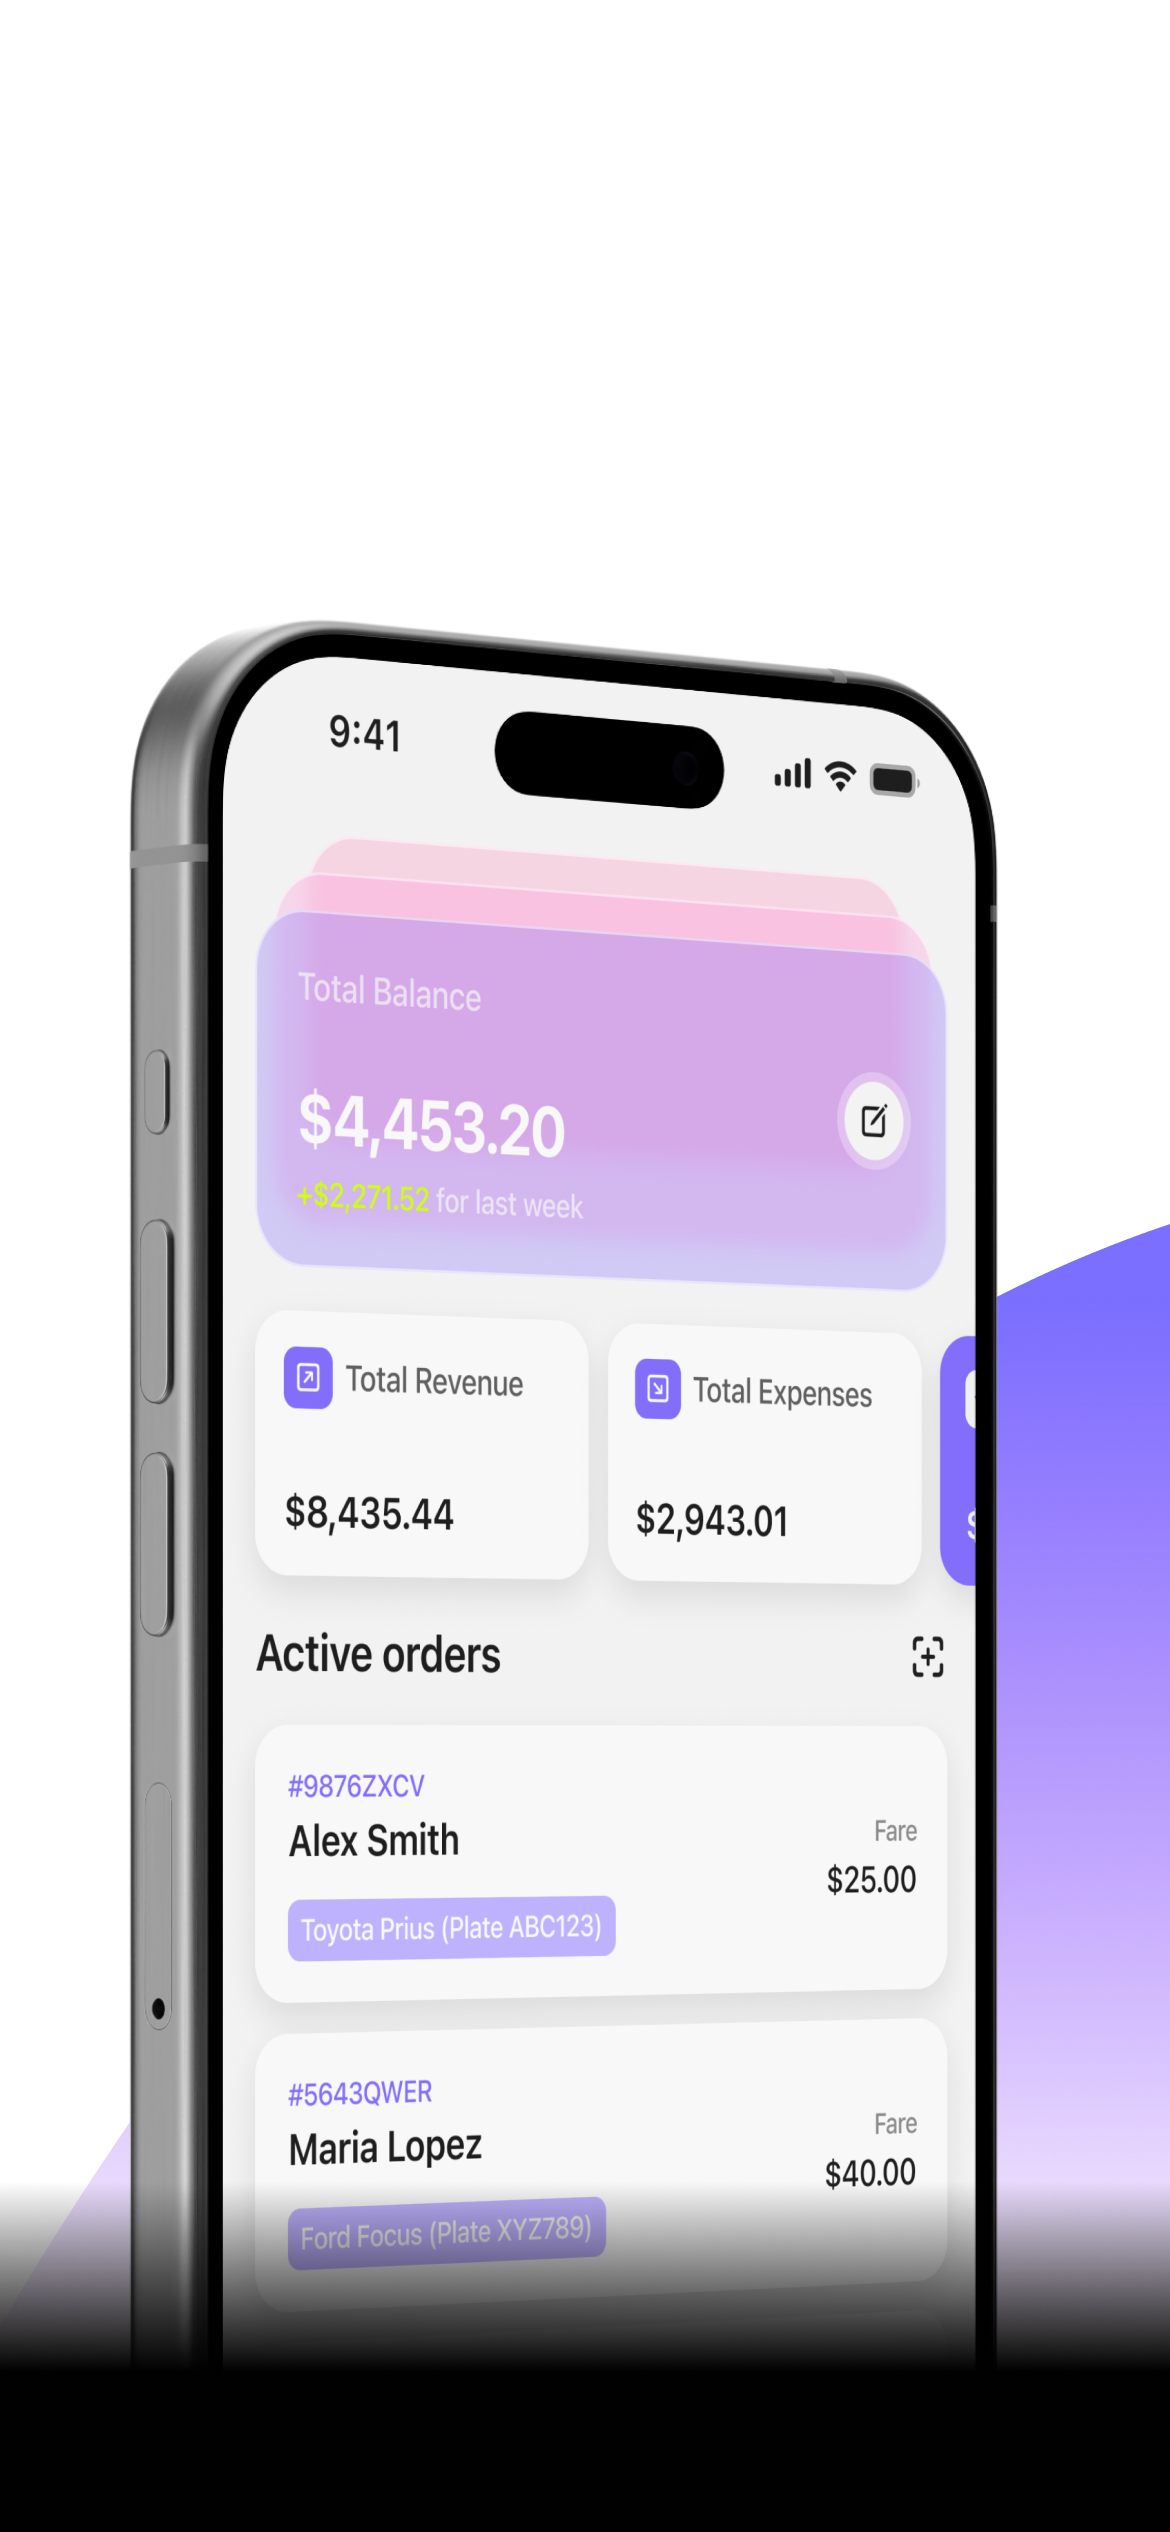 9:41
Total Balance
$4,453.20
+$2,271.52 for last week
Total Revenue
Total Expenses
$8,435.44
$2,943.01
$
Active orders
#9876ZXCV
Alex Smith
Fare
$25.00
Toyota Prius (Plate ABC123)
#5643QWER
Maria Lopez
Fare
$40.00
Ford Focus (Plate XYZ789)